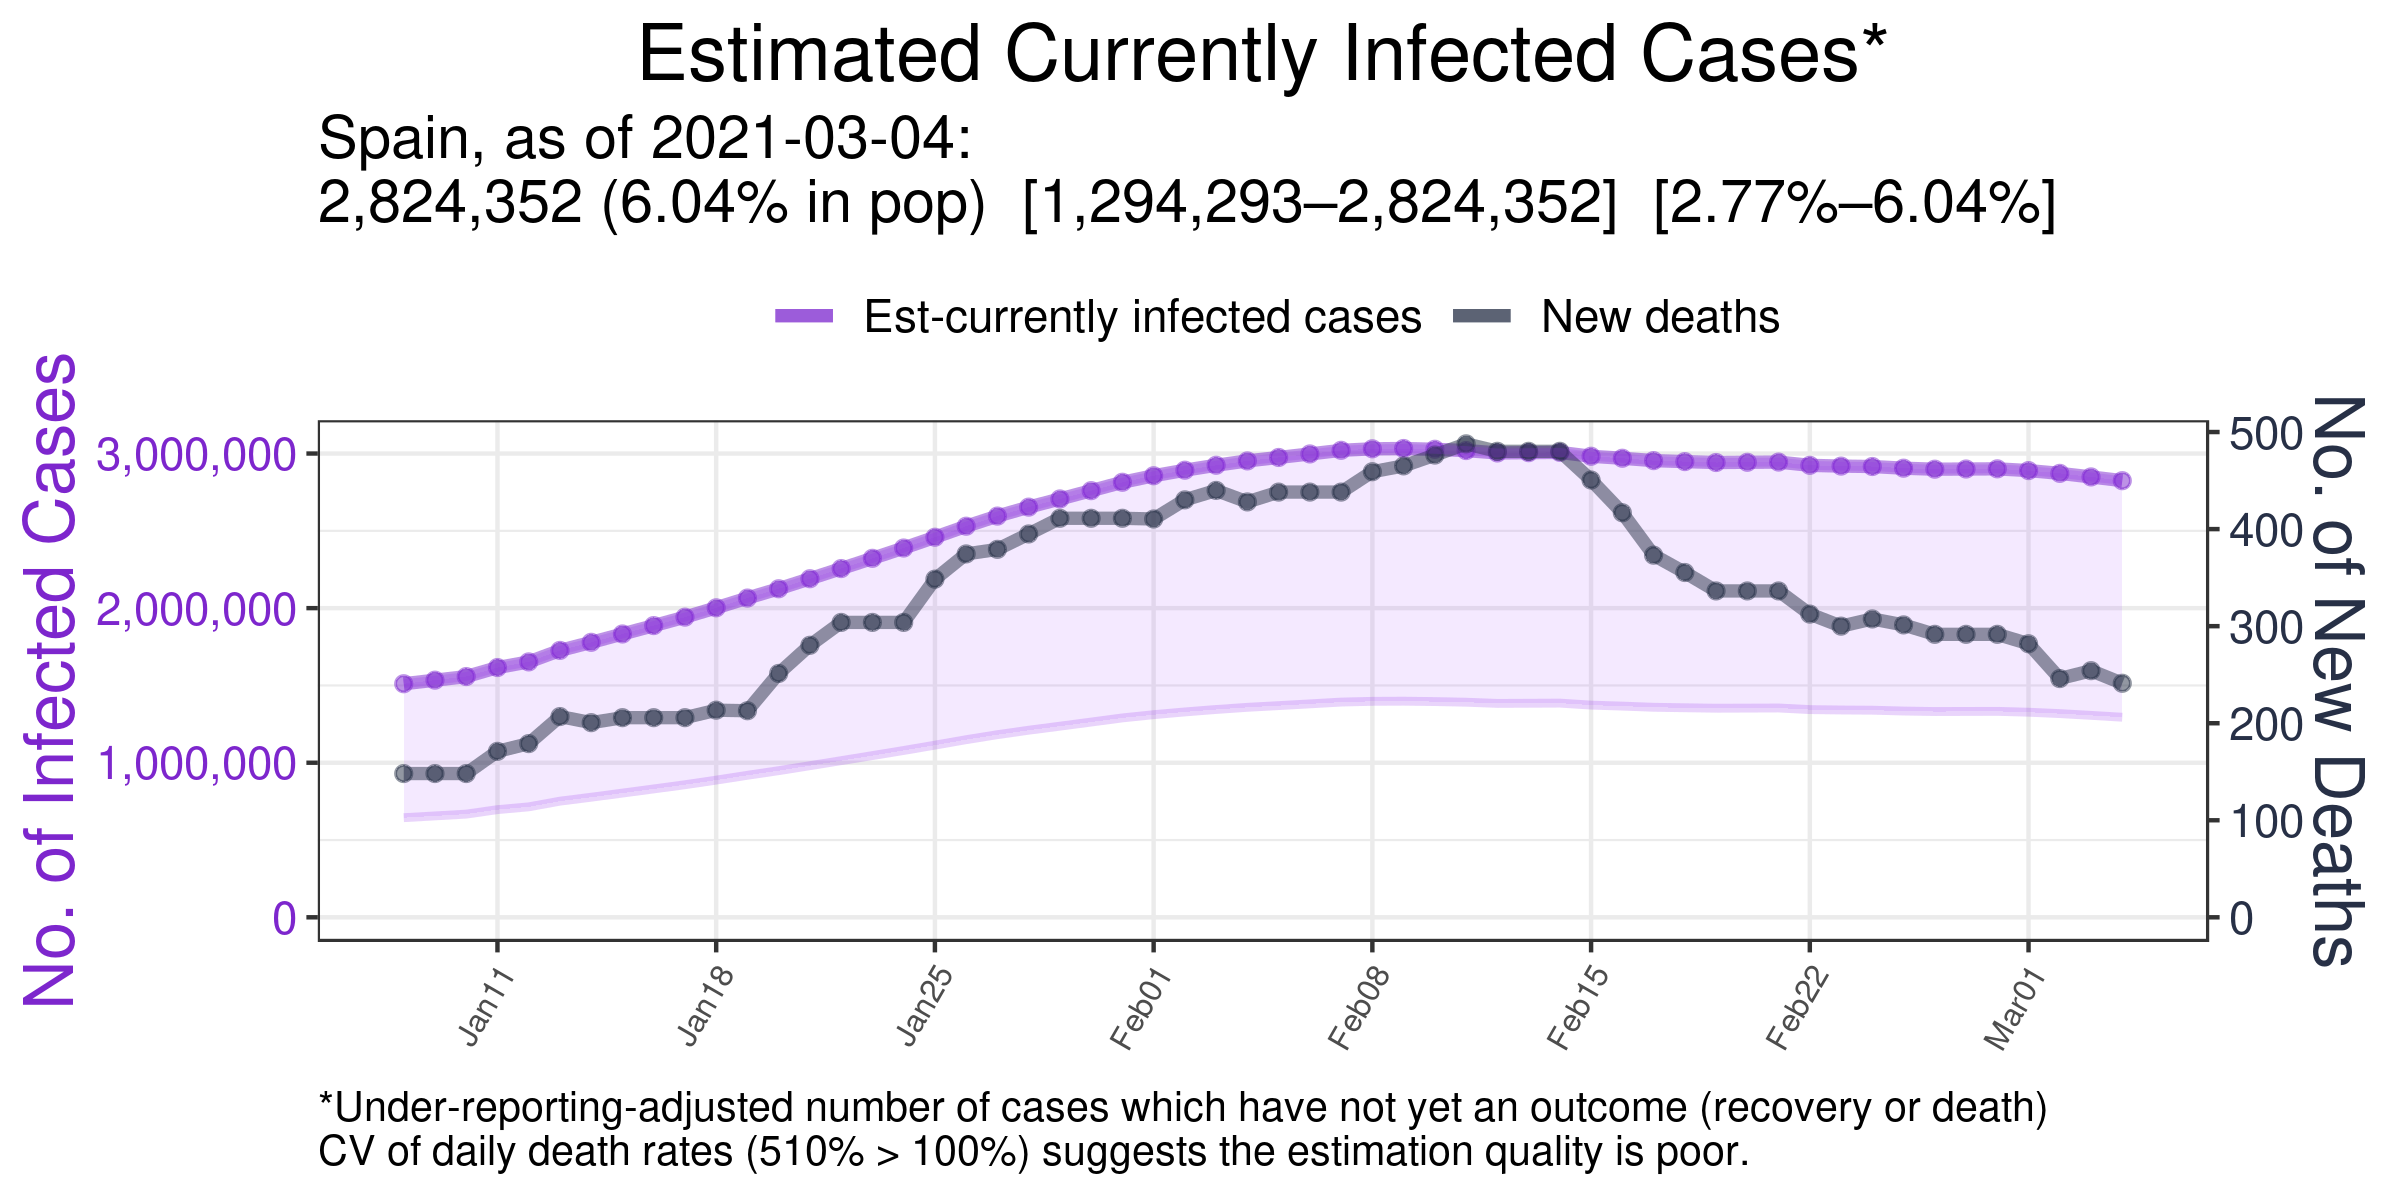 Estimated Currently Infected Cases*
Spain, as of 2021-03-04:
2,824,352 (6.04% in pop)  [1,294,293–2,824,352]  [2.77%–6.04%]
Est-currently infected cases
New deaths
No. of Infected Cases
3,000,000
2,000,000
1,000,000
0
500
400
300
200
100
0
No. of New Deaths
Jan11
Jan18
Jan25
Feb01
Feb08
Feb15
Feb22
Mar01
*Under-reporting-adjusted number of cases which have not yet an outcome (recovery or death)
CV of daily death rates (510% > 100%) suggests the estimation quality is poor.